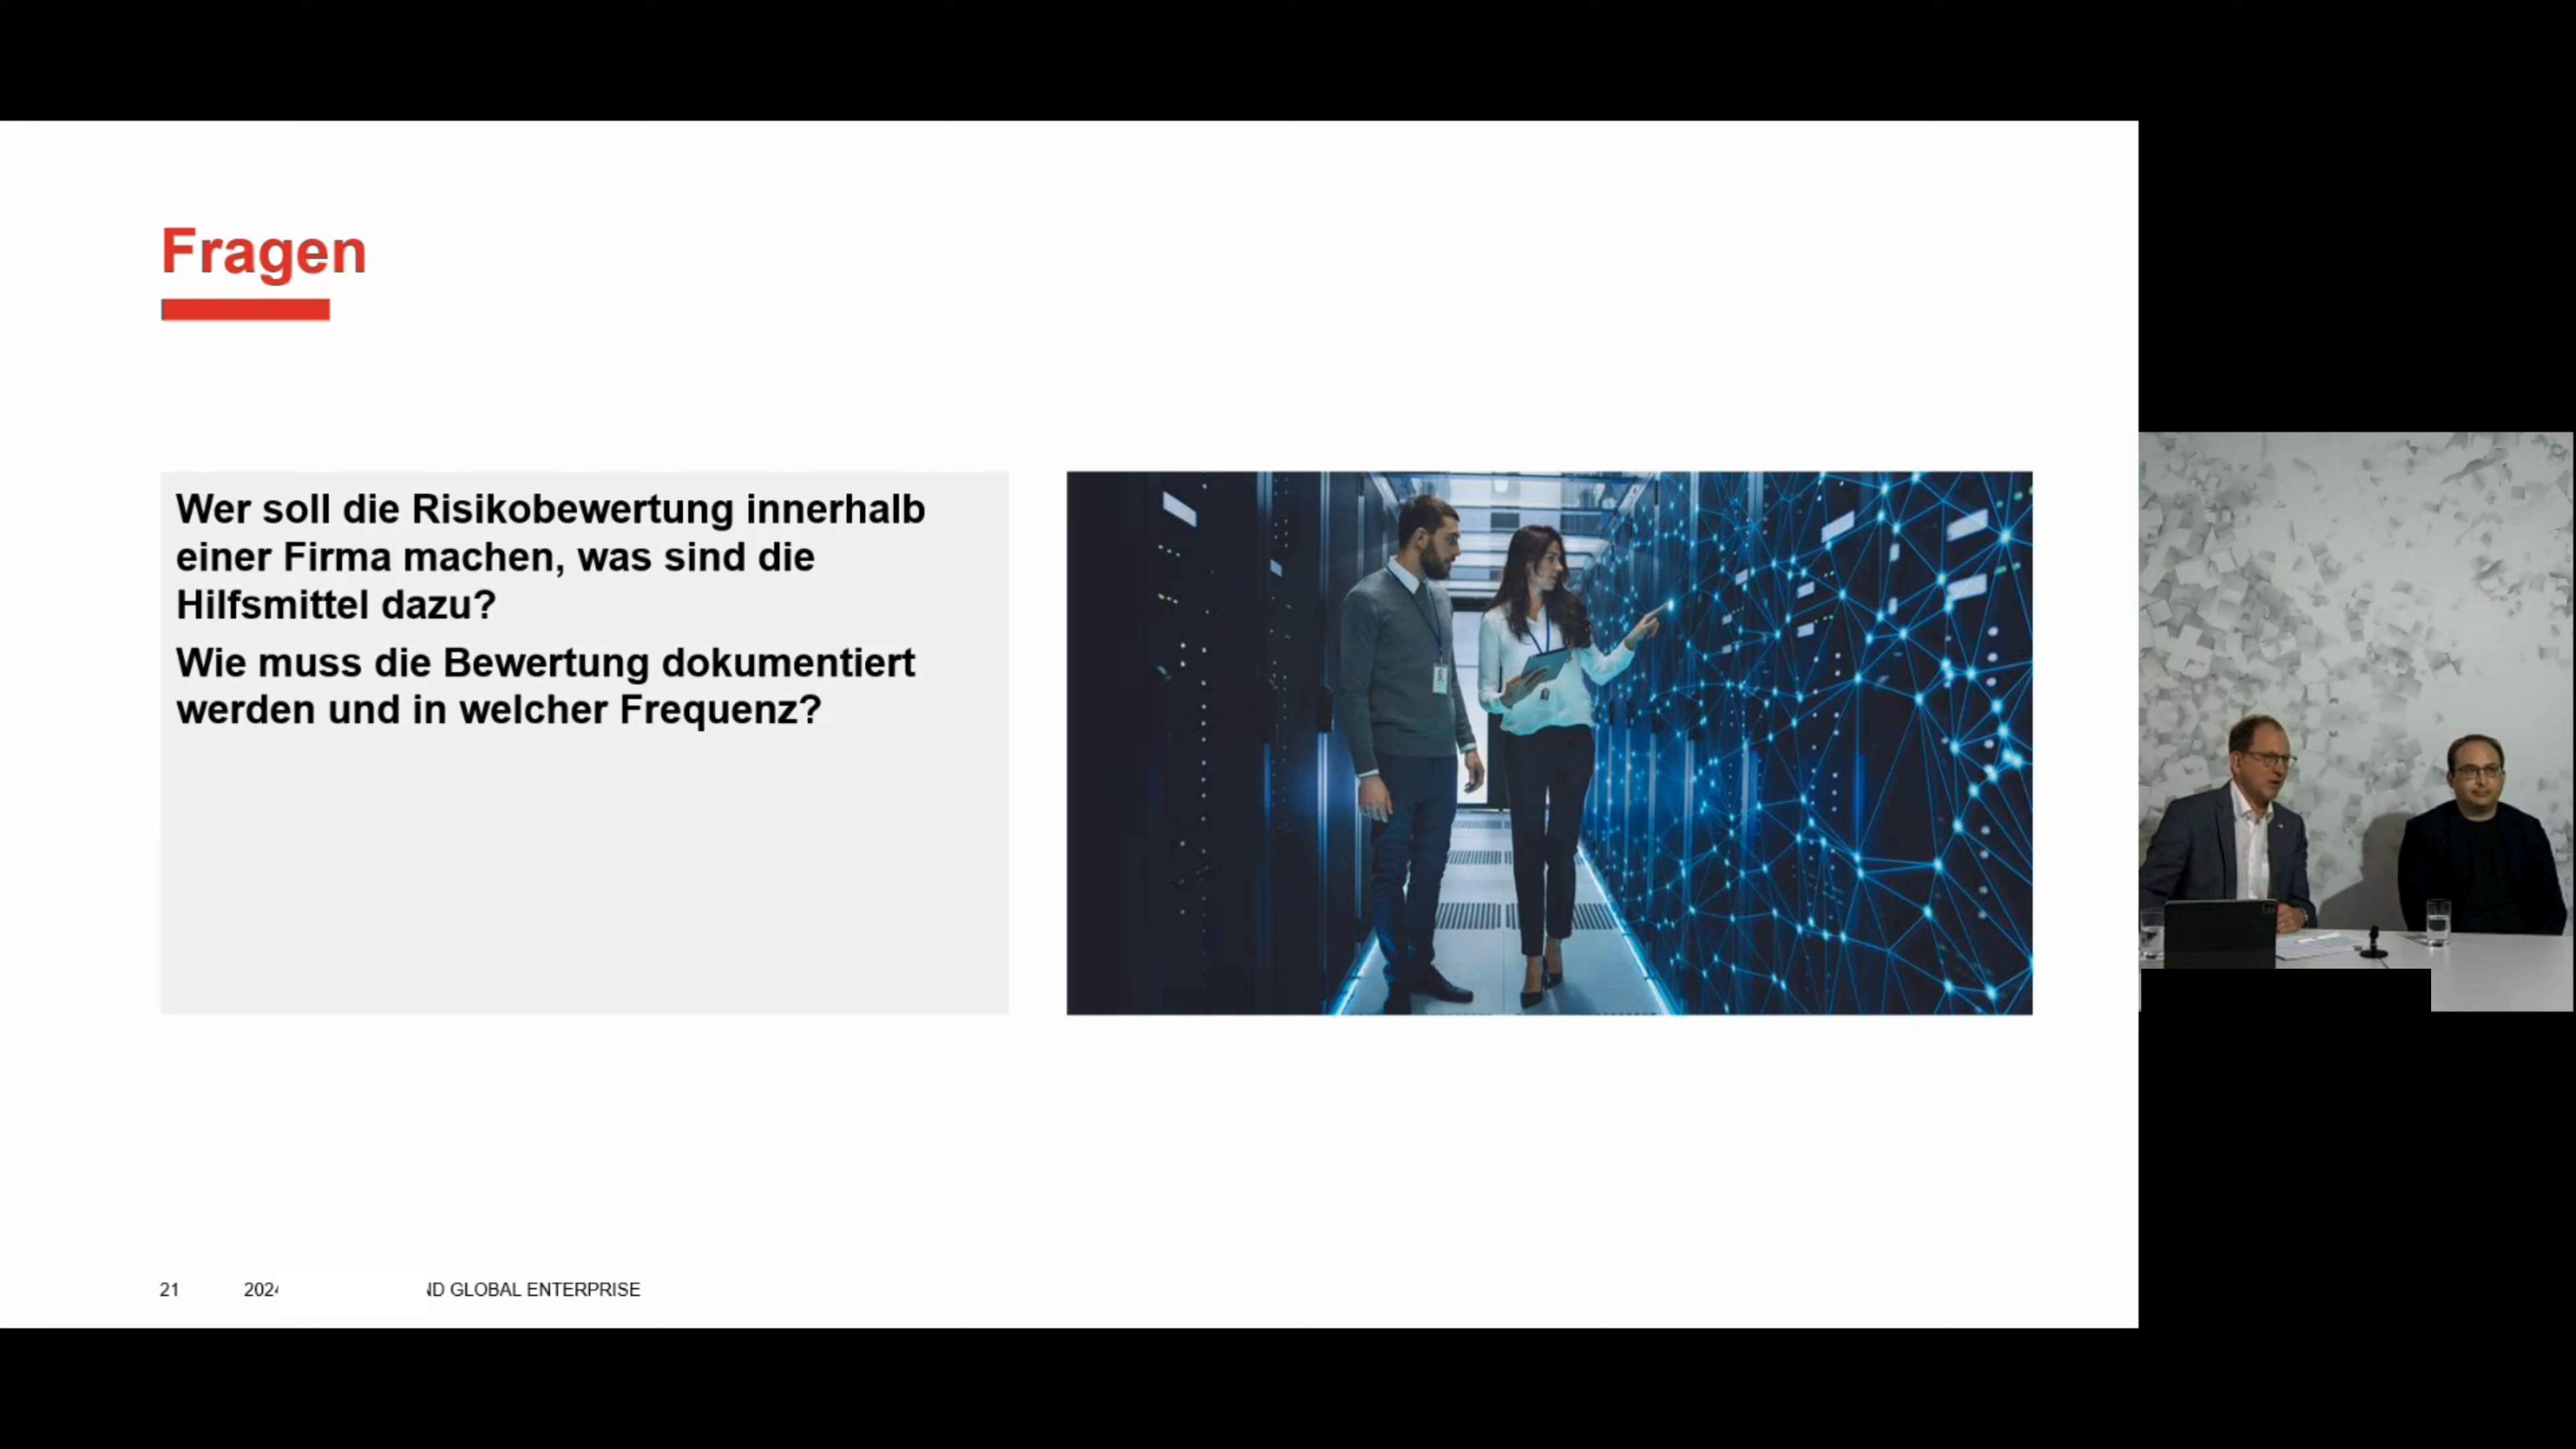 Fragen
Wer soll die Risikobewertung innerhalb
einer Firma machen, was sind die
Hilfsmittel dazu?
Wie muss die Bewertung dokumentiert
werden und in welcher Frequenz?
21 2024 GLOBAL ENTERPRISE